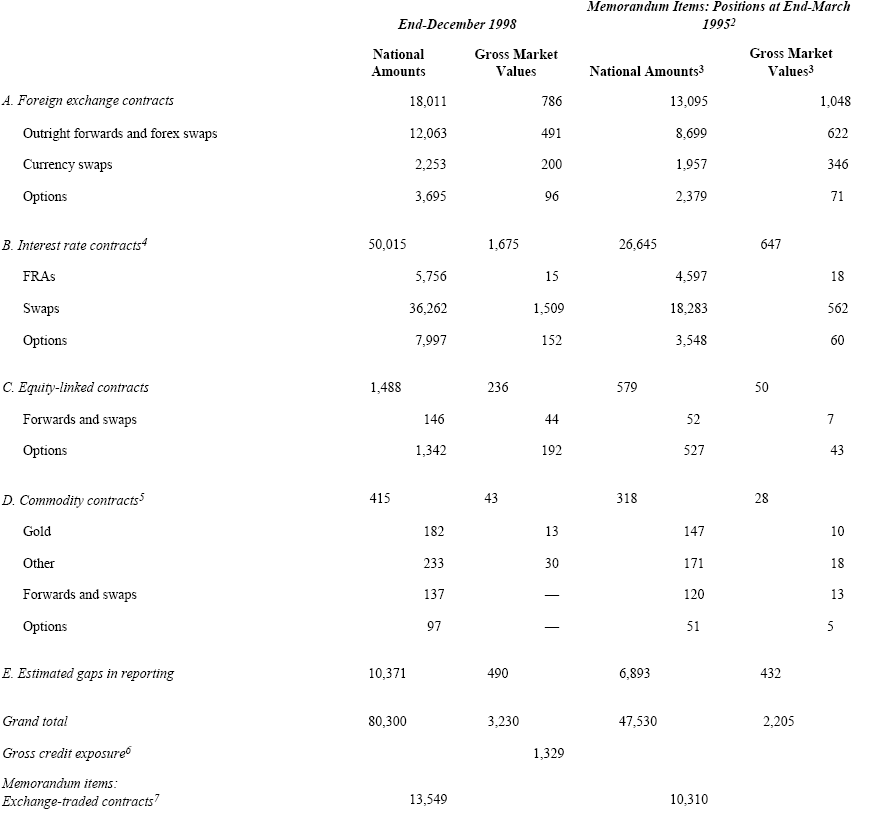 Memorandum Items: Positions at End-March
End-December 1998 1995²
National Amounts Gross Market Values National Amounts³ Gross Market Values³
A. Foreign exchange contracts 18,011 786 13,095 1,048
Outright forwards and forex swaps 12,063 491 8,699 622
Currency swaps 2,253 200 1,957 346
Options 3,695 96 2,379 71
B. Interest rate contracts⁴ 50,015 1,675 26,645 647
FRAs 5,756 15 4,597 18
Swaps 36,262 1,509 18,283 562
Options 7,997 152 3,548 60
C. Equity-linked contracts 1,488 236 579 50
Forwards and swaps 146 44 52 7
Options 1,342 192 527 43
D. Commodity contracts⁵ 415 43 318 28
Gold 182 13 147 10
Other 233 30 171 18
Forwards and swaps 137 — 120 13
Options 97 — 51 5
E. Estimated gaps in reporting 10,371 490 6,893 432
Grand total 80,300 3,230 47,530 2,205
Gross credit exposure⁶ 1,329
Memorandum items:
Exchange-traded contracts⁷ 13,549 10,310